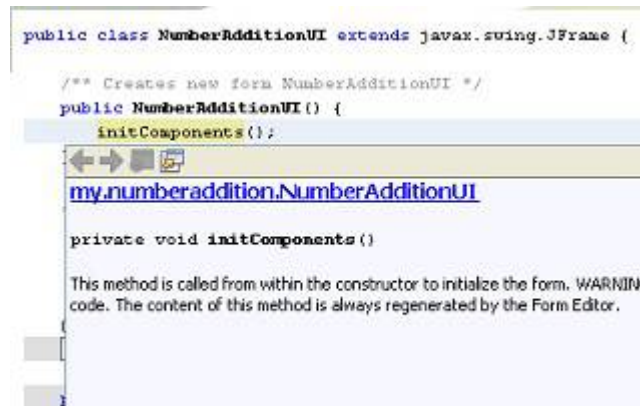 public class NumberAdditionUI extends javax.swing.JFrame {
/** Creates new form NumberAdditionUI */
public NumberAdditionUI() {
initComponents();
my.numberaddition.NumberAdditionUI
private void initComponents()
This method is called from within the constructor to initialize the form. WARNIN
code. The content of this method is always regenerated by the Form Editor.